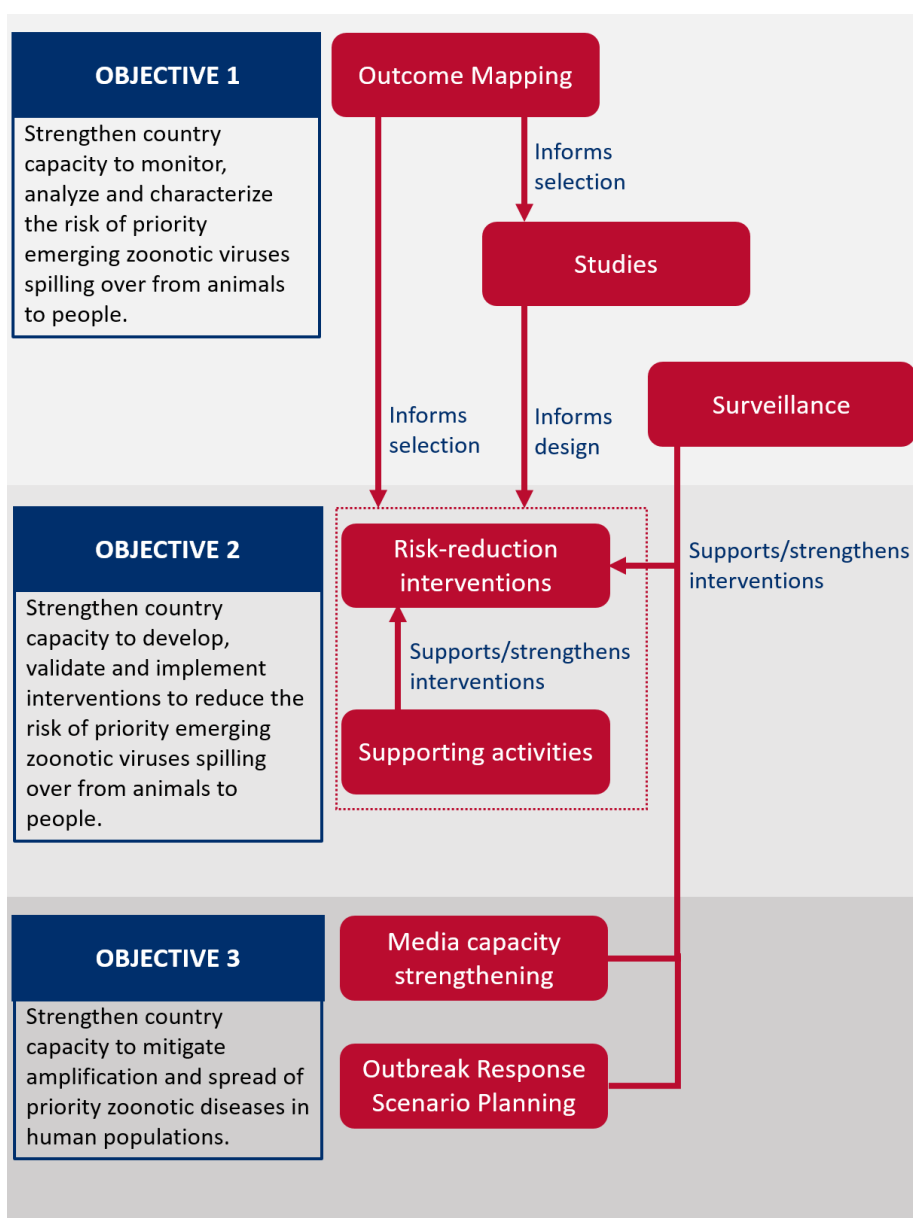 OBJECTIVE 1
Strengthen country
capacity to monitor,
analyze and characterize
the risk of priority
emerging zoonotic viruses
spilling over from animals
to people.
Outcome Mapping
Informs
selection
Studies
Surveillance
Informs
selection
Informs
design
OBJECTIVE 2
Strengthen country
capacity to develop,
validate and implement
interventions to reduce the
risk of priority emerging
zoonotic viruses spilling
over from animals to
people.
Risk-reduction
interventions
Supports/strengthens
interventions
Supports/strengthens
interventions
Supporting activities
OBJECTIVE 3
Strengthen country
capacity to mitigate
amplification and spread of
priority zoonotic diseases in
human populations.
Media capacity
strengthening
Outbreak Response
Scenario Planning